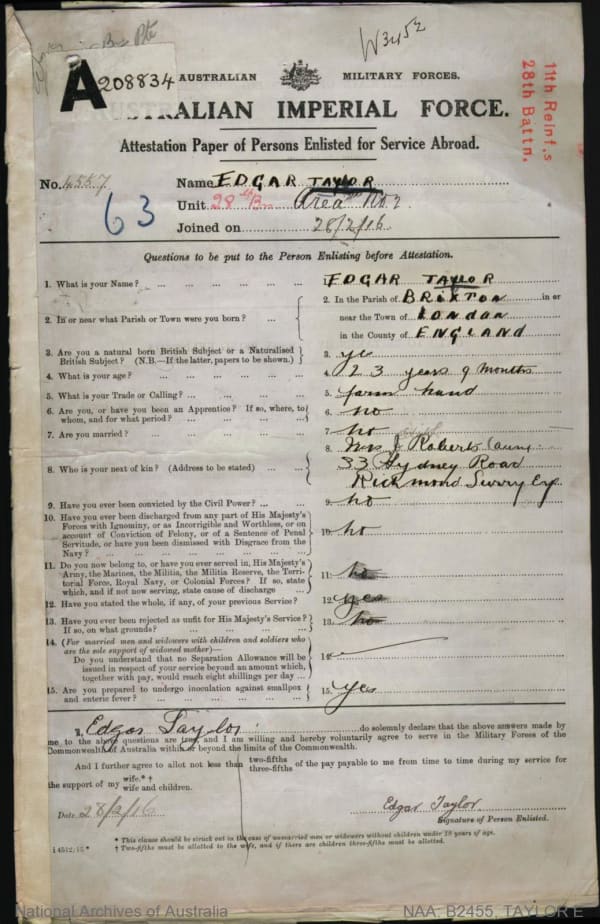 W3452
A 208834
AUSTRALIAN MILITARY FORCES.
AUSTRALIAN IMPERIAL FORCE.
11th Reinf,s
28th Battn.
Attestation Paper of Persons Enlisted for Service Abroad.
No. 4557 Name EDGAR TAYLOR
63 Unit 28th Bn Area No 2
Joined on 28/2/16
Questions to be put to the Person Enlisting before Attestation.
1. What is your Name? ... 1. EDGAR TAYLOR
2. In or near what Parish or Town were you born? ... 2. In the Parish of BRIXTON in or
near the Town of LONDON
in the County of ENGLAND
3. Are you a natural born British Subject or a Naturalised
British Subject? (N.B.—If the latter, papers to be shown.) 3. yes
4. What is your age? ... 4. 23 years 9 months
5. What is your Trade or Calling? ... 5. farm hand
6. Are you, or have you been an Apprentice? If so, where, to
whom, and for what period? ... 6. no
7. Are you married? ... 7. no
8. Who is your next of kin? (Address to be stated) ... 8. Mrs J Roberts (aunt)
33 Sydney Road
Richmond Surry Eng
9. Have you ever been convicted by the Civil Power? ... 9. no
10. Have you ever been discharged from any part of His Majesty's
Forces with Ignominy, or as Incorrigible and Worthless, or on
account of Conviction of Felony, or of a Sentence of Penal
Servitude, or have you been Dismissed with Disgrace from the
Navy? ... 10. no
11. Do you now belong to, or have you ever served in, His Majesty's
Army, the Marines, the Militia, the Militia Reserve, the Terri-
torial Force, Royal Navy, or Colonial Forces? If so, state
which, and if not now serving, state cause of discharge ... 11. no
12. Have you stated the whole, if any, of your previous Service? 12. yes
13. Have you ever been rejected as unfit for His Majesty's Service?
If so, on what grounds? ... 13. no
14. (For married men and widowers with children and soldiers who
are the sole support of widowed mother)—
Do you understand that no Separation Allowance will be
issued in respect of your service beyond an amount which,
together with pay, would reach eight shillings per day ... 14.
15. Are you prepared to undergo inoculation against smallpox
and enteric fever? ... 15. yes
I, Edgar Taylor do solemnly declare that the above answers made by
me to the above questions are true, and I am willing and hereby voluntarily agree to serve in the Military Forces of the
Commonwealth of Australia within or beyond the limits of the Commonwealth.
And I further agree to allot not less than two-fifths
three-fifths of the pay payable to me from time to time during my service for
the support of my wife.* †
wife and children.
Date 28/2/16 Edgar Taylor
Signature of Person Enlisted.
* This clause should be struck out in the case of unmarried men or widowers without children under 18 years of age.
14512/15* † Two-fifths must be allotted to the wife, and if there are children three-fifths must be allotted.
National Archives of Australia NAA: B2455, TAYLOR E